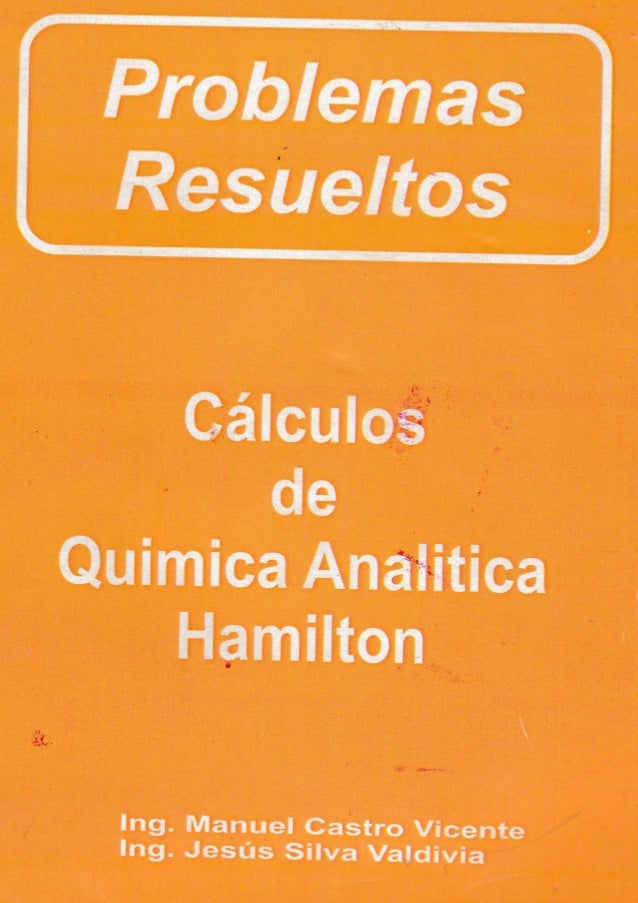 Problemas
Resueltos
Cálculos
de
Quimica Analitica
Hamilton
Ing. Manuel Castro Vicente
Ing. Jesús Silva Valdivia